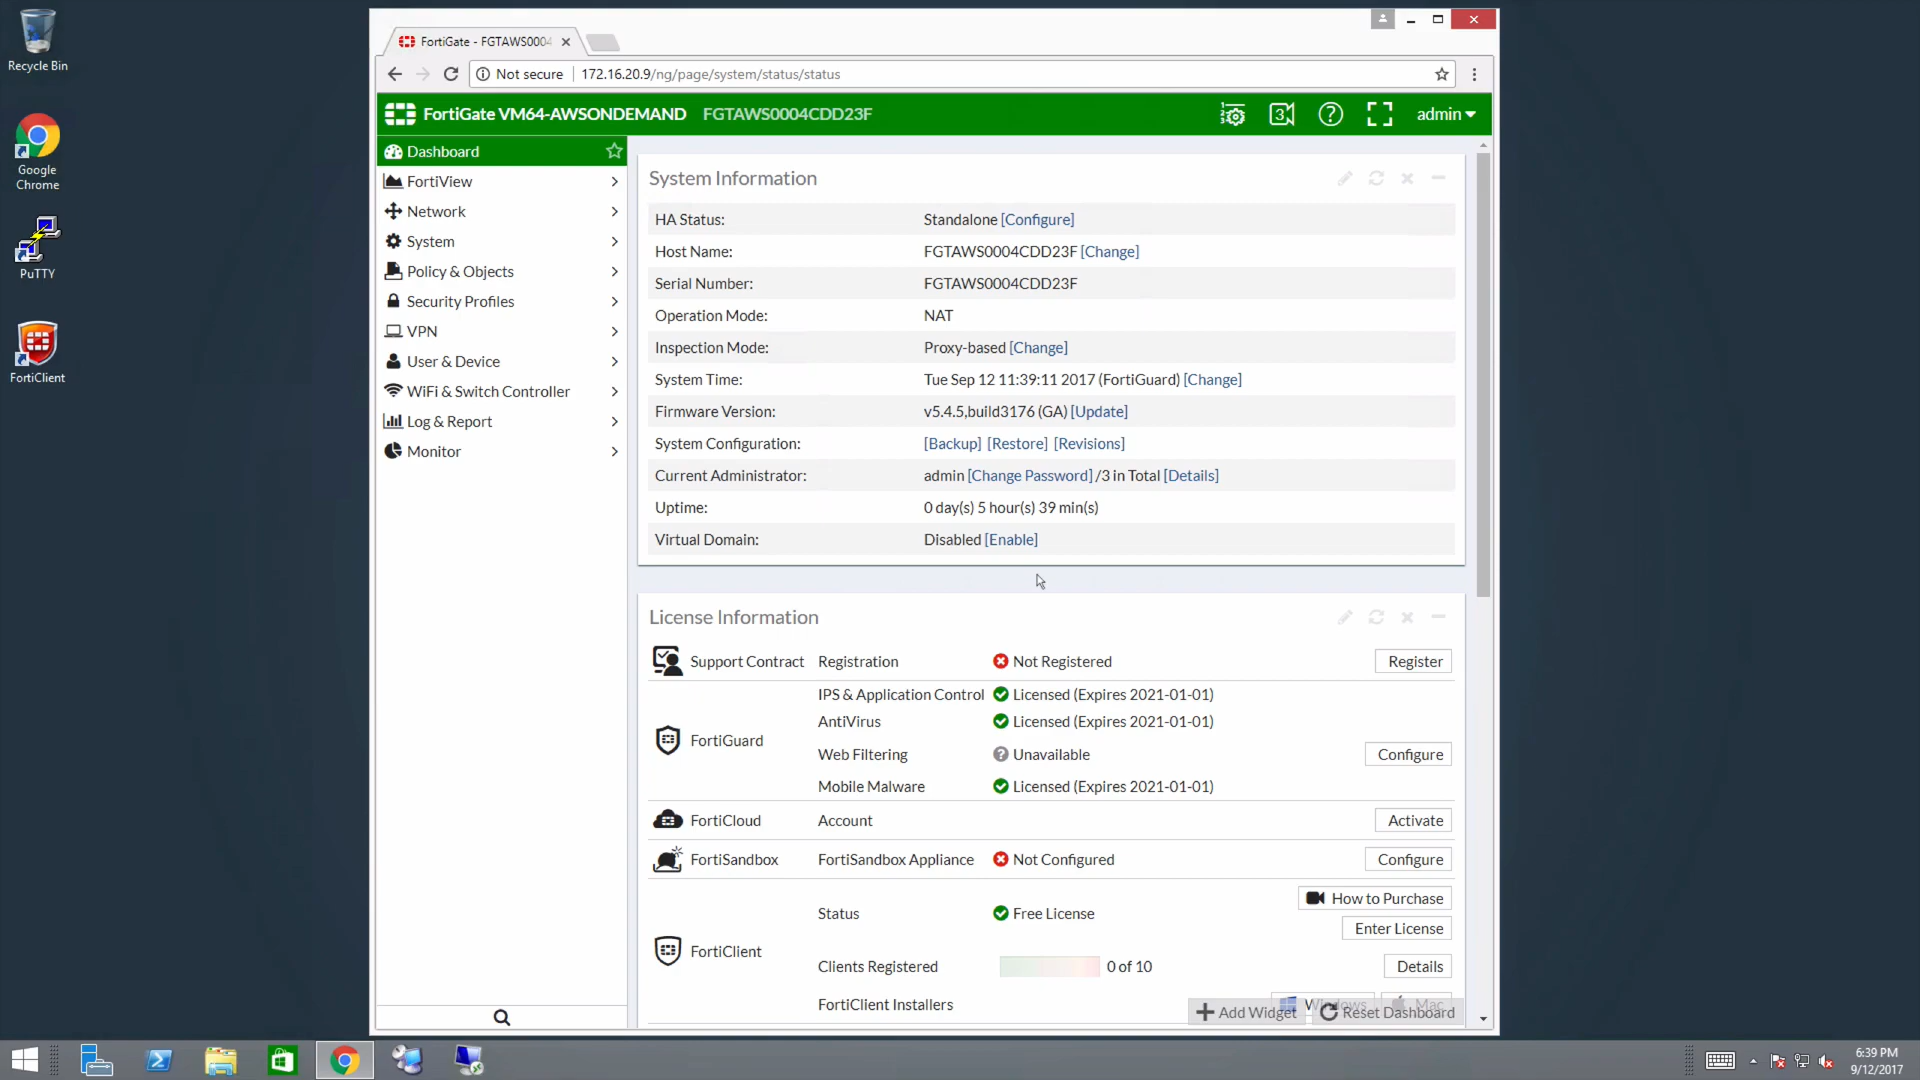 Recycle Bin
Google
Chrome
PuTTY
FortiClient
FortiGate - FGTAWS0004
Not secure
172.16.20.9/ng/page/system/status/status
FortiGate VM64-AWSONDEMAND FGTAWS0004CDD23F
3
admin
Dashboard
FortiView
Network
System
Policy & Objects
Security Profiles
VPN
User & Device
WiFi & Switch Controller
Log & Report
Monitor
System Information
HA Status: Standalone [Configure]
Host Name: FGTAWS0004CDD23F [Change]
Serial Number: FGTAWS0004CDD23F
Operation Mode: NAT
Inspection Mode: Proxy-based [Change]
System Time: Tue Sep 12 11:39:11 2017 (FortiGuard) [Change]
Firmware Version: v5.4.5,build3176 (GA) [Update]
System Configuration: [Backup] [Restore] [Revisions]
Current Administrator: admin [Change Password] /3 in Total [Details]
Uptime: 0 day(s) 5 hour(s) 39 min(s)
Virtual Domain: Disabled [Enable]
License Information
Support Contract Registration Not Registered Register
FortiGuard
IPS & Application Control Licensed (Expires 2021-01-01)
AntiVirus Licensed (Expires 2021-01-01)
Web Filtering Unavailable Configure
Mobile Malware Licensed (Expires 2021-01-01)
FortiCloud Account Activate
FortiSandbox FortiSandbox Appliance Not Configured Configure
FortiClient
Status Free License
How to Purchase
Enter License
Clients Registered 0 of 10 Details
FortiClient Installers Windows Mac
Add Widget Reset Dashboard
6:39 PM
9/12/2017